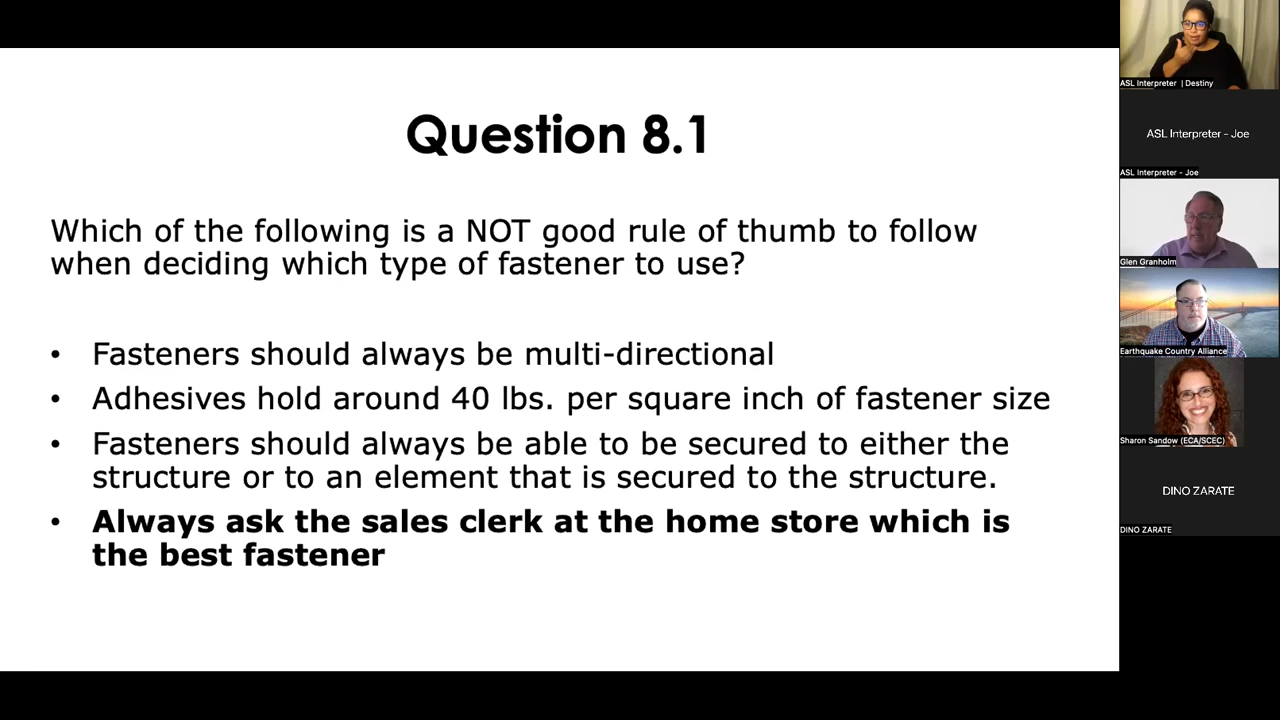 Question 8.1
Which of the following is a NOT good rule of thumb to follow
when deciding which type of fastener to use?
• Fasteners should always be multi-directional
• Adhesives hold around 40 lbs. per square inch of fastener size
• Fasteners should always be able to be secured to either the
structure or to an element that is secured to the structure.
• Always ask the sales clerk at the home store which is
the best fastener
ASL Interpreter | Destiny
ASL Interpreter - Joe
ASL Interpreter - Joe
Glen Granholm
Earthquake Country Alliance
Sharon Sandow (ECA/SCEC)
DINO ZARATE
DINO ZARATE